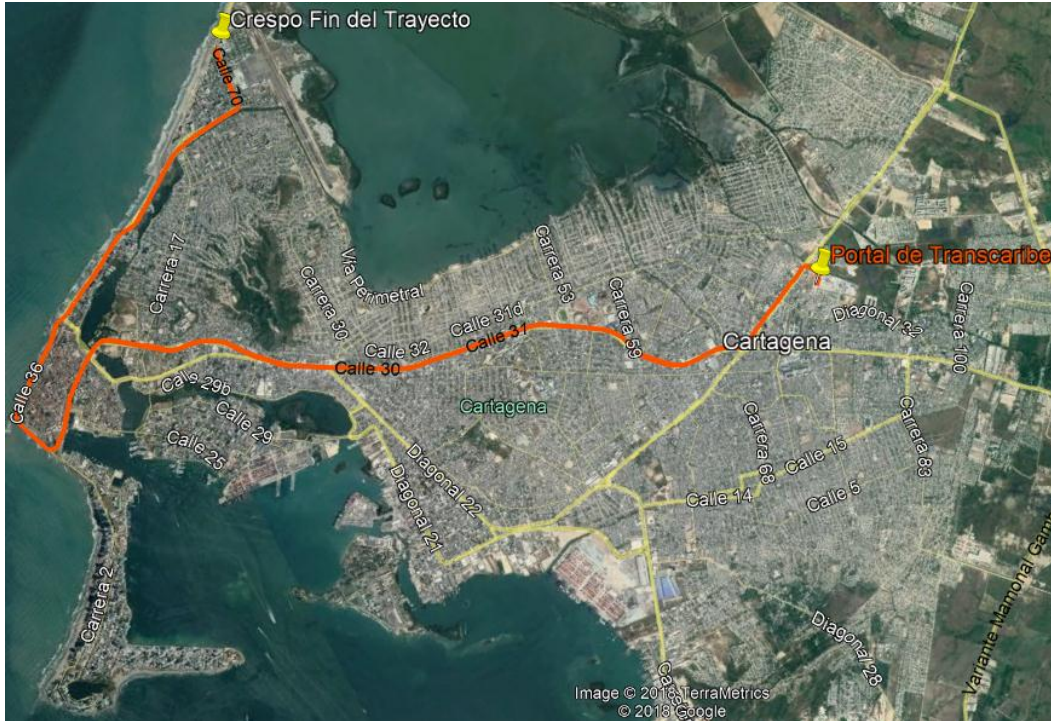 Crespo Fin del Trayecto
Calle 70
Carrera 17
Vía Perimetral
Carrera 30
Carrera 53
Carrera 59
Portal de Transcaribe
Diagonal 32
Carrera 100
Calle 31d
Calle 31
Calle 32
Calle 30
Cartagena
Calle 36
Calle 29b
Cartagena
Calle 29
Calle 25
Carrera 68
Calle 15
Carrera 83
Calle 14
Calle 5
Diagonal 22
Diagonal 21
Carrera 2
Diagonal 28
Variante Mamonal Gam
Image © 2018 TerraMetrics
© 2018 Google